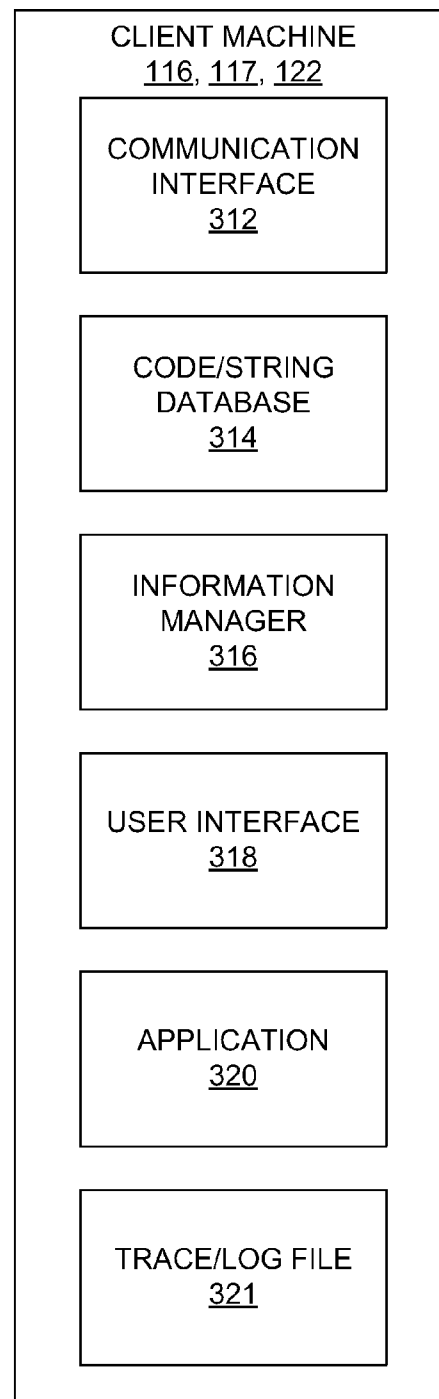 CLIENT MACHINE
116, 117, 122
COMMUNICATION
INTERFACE
312
CODE/STRING
DATABASE
314
INFORMATION
MANAGER
316
USER INTERFACE
318
APPLICATION
320
TRACE/LOG FILE
321